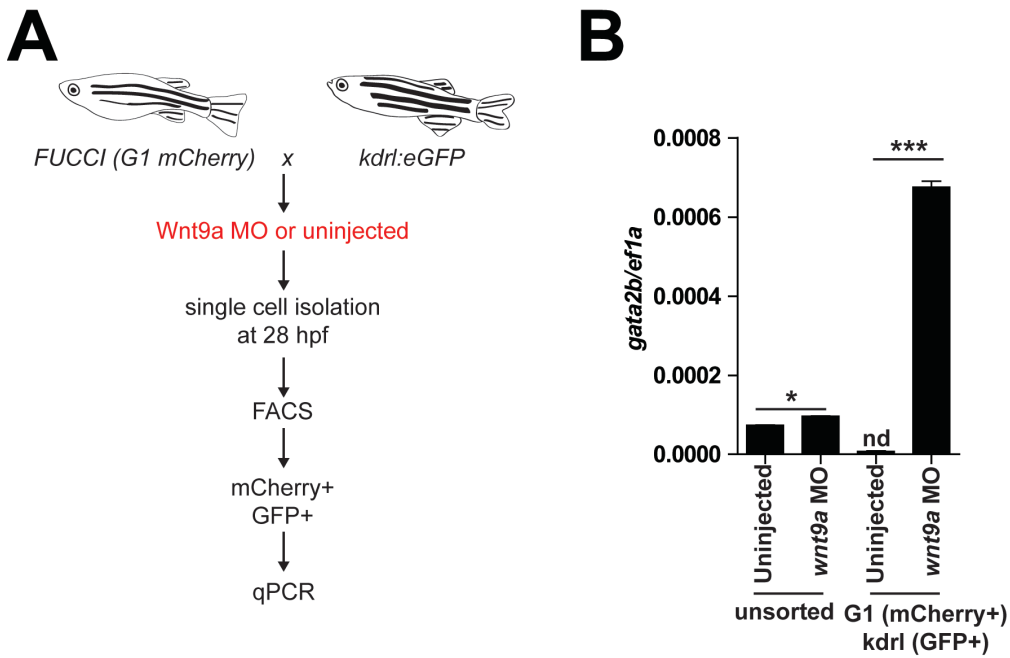 A
FUCCI (G1 mCherry) x kdrl:eGFP
Wnt9a MO or uninjected
single cell isolation
at 28 hpf
FACS
mCherry+
GFP+
qPCR
B
gata2b/ef1a
0.0008
0.0006
0.0004
0.0002
0.0000
*
nd
***
Uninjected
wnt9a MO
Uninjected
wnt9a MO
unsorted
G1 (mCherry+)
kdrl (GFP+)